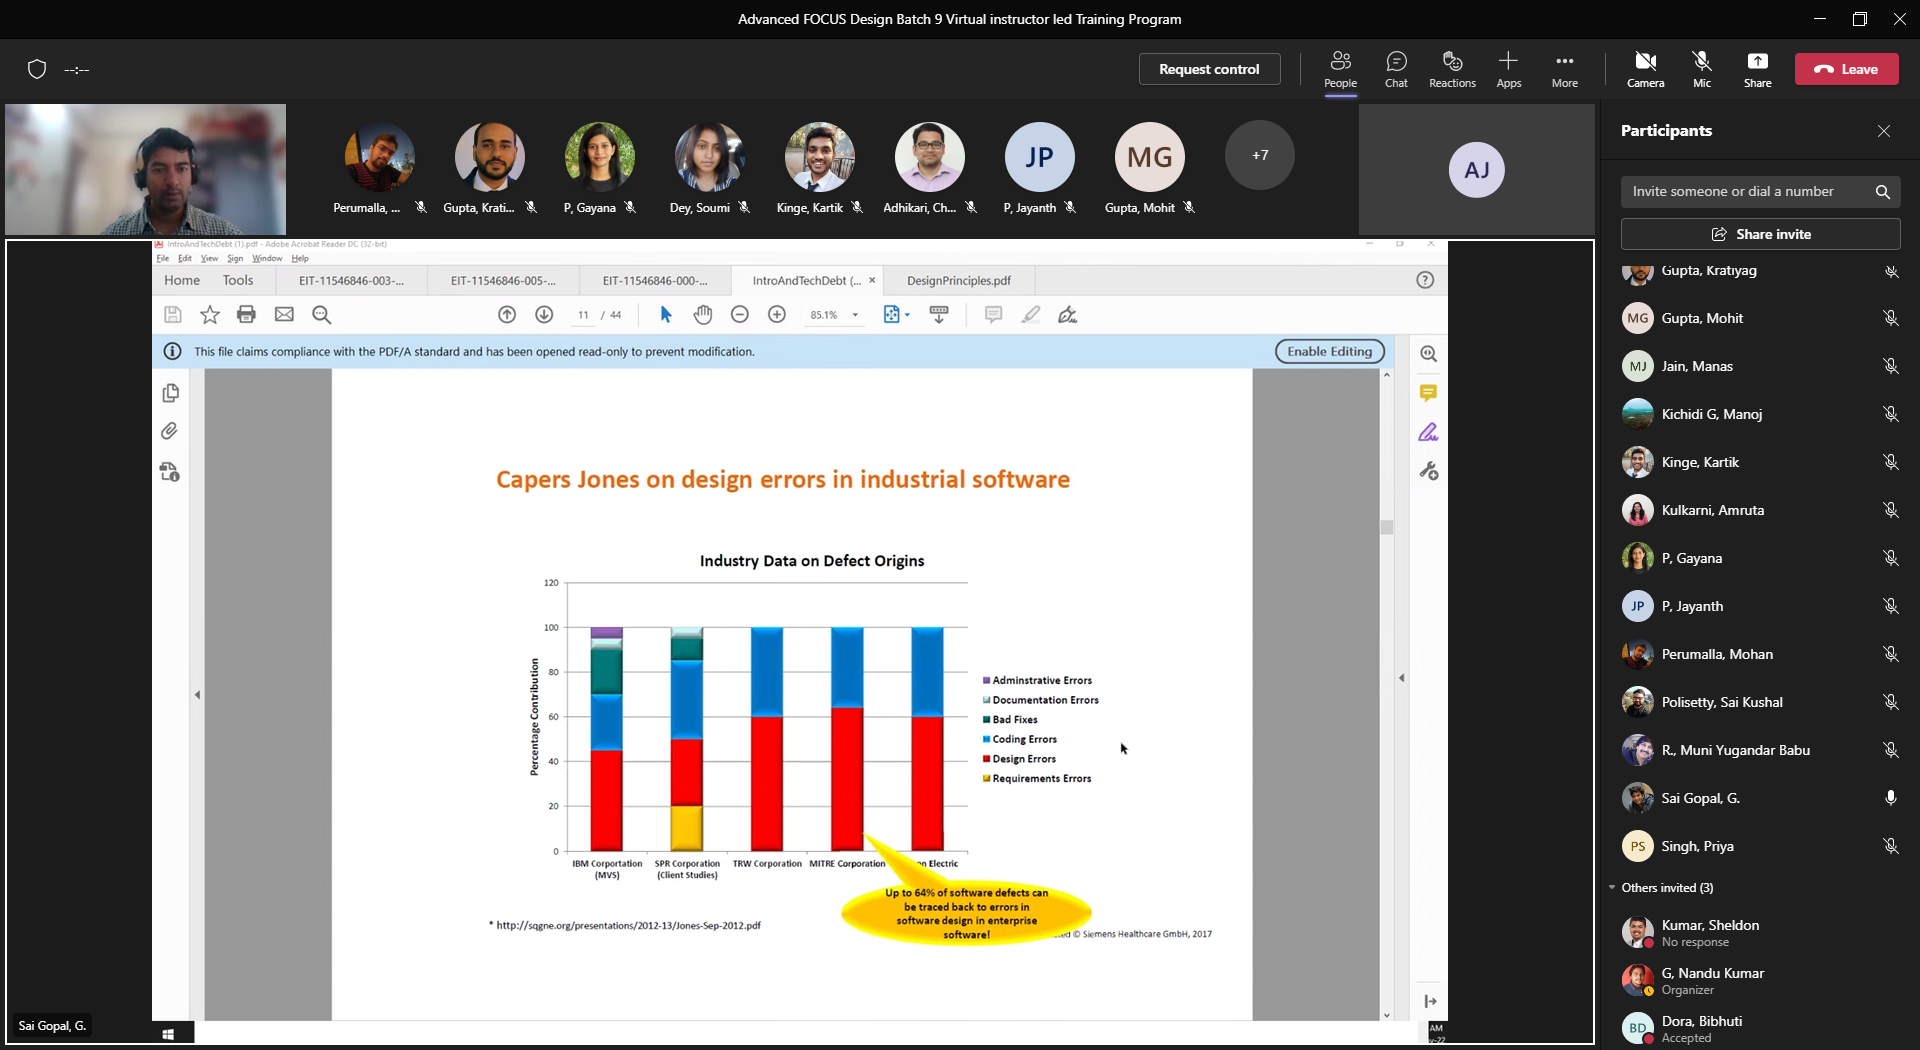 Advanced FOCUS Design Batch 9 Virtual instructor led Training Program
--:--
Request control
People
Chat
Reactions
Apps
More
Camera
Mic
Share
Leave
Perumalla, ...
Gupta, Krati...
P, Gayana
Dey, Soumi
Kinge, Kartik
Adhikari, Ch...
JP
P, Jayanth
MG
Gupta, Mohit
+7
AJ
IntroAndTechDebt (1).pdf - Adobe Acrobat Reader DC (32-bit)
File Edit View Sign Window Help
Home Tools EIT-11546846-003-... EIT-11546846-005-... EIT-11546846-000-... IntroAndTechDebt (... × DesignPrinciples.pdf
11 / 44 85.1%
This file claims compliance with the PDF/A standard and has been opened read-only to prevent modification.
Enable Editing
Capers Jones on design errors in industrial software
Industry Data on Defect Origins
Percentage Contribution
120
100
80
60
40
20
0
IBM Corportation (MVS)
SPR Corporation (Client Studies)
TRW Corporation
MITRE Corporation
on Electric
Adminstrative Errors
Documentation Errors
Bad Fixes
Coding Errors
Design Errors
Requirements Errors
Up to 64% of software defects can
be traced back to errors in
software design in enterprise
software!
* http://sqgne.org/presentations/2012-13/Jones-Sep-2012.pdf
© Siemens Healthcare GmbH, 2017
Sai Gopal, G.
AM
Participants
Invite someone or dial a number
Share invite
Gupta, Kratiyag
MG Gupta, Mohit
MJ Jain, Manas
Kichidi G, Manoj
Kinge, Kartik
Kulkarni, Amruta
P, Gayana
JP P, Jayanth
Perumalla, Mohan
Polisetty, Sai Kushal
R., Muni Yugandar Babu
Sai Gopal, G.
PS Singh, Priya
Others invited (3)
Kumar, Sheldon
No response
G, Nandu Kumar
Organizer
BD Dora, Bibhuti
Accepted